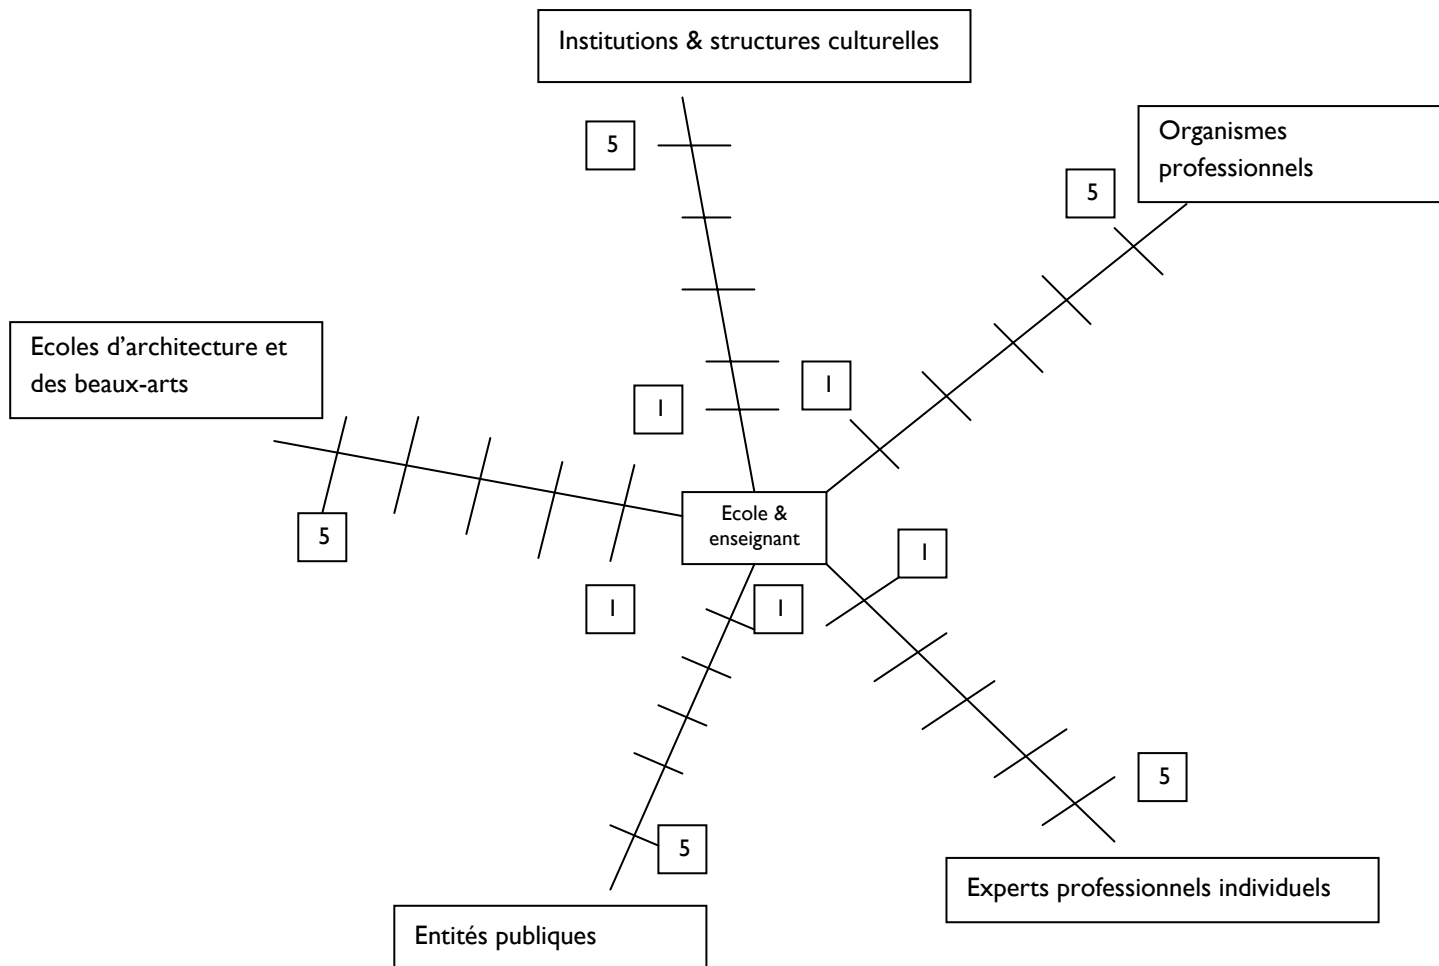 Institutions & structures culturelles
Organismes
professionnels
5
5
Ecoles d'architecture et
des beaux-arts
1
1
5
Ecole &
enseignant
1
1
1
5
5
Experts professionnels individuels
Entités publiques